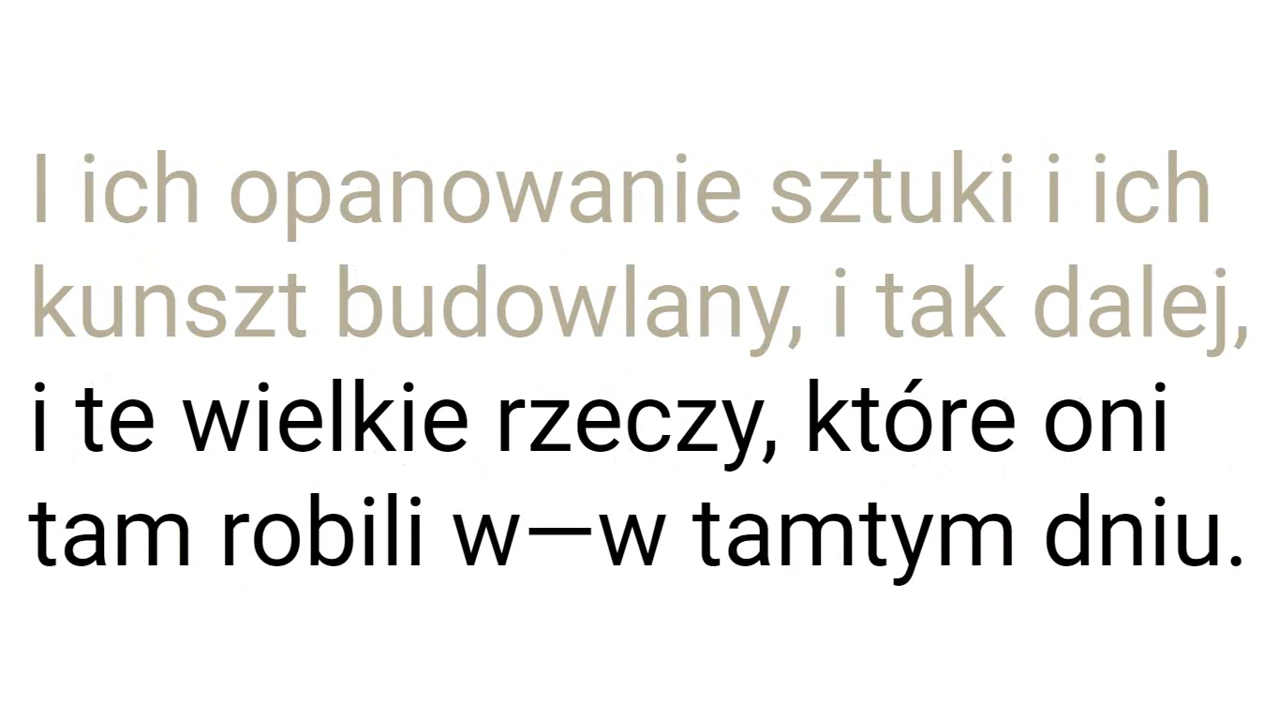 I ich opanowanie sztuki i ich
kunszt budowlany, i tak dalej,
i te wielkie rzeczy, które oni
tam robili w—w tamtym dniu.